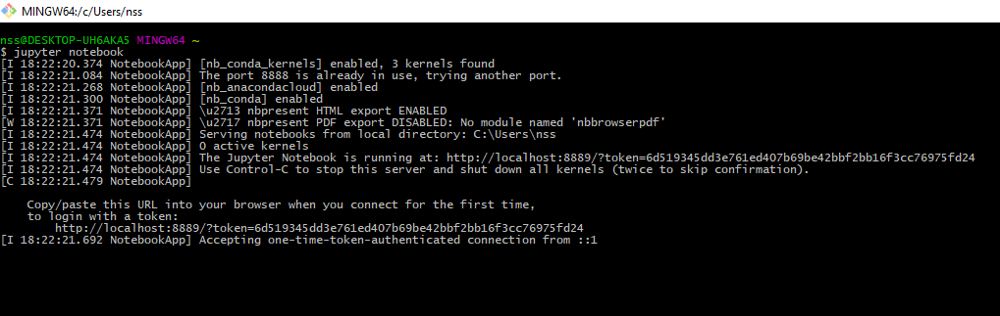 MINGW64:/c/Users/nss
nss@DESKTOP-UH6AKA5 MINGW64 ~
$ jupyter notebook
[I 18:22:20.374 NotebookApp] [nb_conda_kernels] enabled, 3 kernels found
[I 18:22:21.084 NotebookApp] The port 8888 is already in use, trying another port.
[I 18:22:21.268 NotebookApp] [nb_anacondacloud] enabled
[I 18:22:21.300 NotebookApp] [nb_conda] enabled
[I 18:22:21.371 NotebookApp] \u2713 nbpresent HTML export ENABLED
[W 18:22:21.371 NotebookApp] \u2717 nbpresent PDF export DISABLED: No module named 'nbbrowserpdf'
[I 18:22:21.474 NotebookApp] Serving notebooks from local directory: C:\Users\nss
[I 18:22:21.474 NotebookApp] 0 active kernels
[I 18:22:21.474 NotebookApp] The Jupyter Notebook is running at: http://localhost:8889/?token=6d519345dd3e761ed407b69be42bbf2bb16f3cc76975fd24
[I 18:22:21.474 NotebookApp] Use Control-C to stop this server and shut down all kernels (twice to skip confirmation).
[C 18:22:21.479 NotebookApp]
Copy/paste this URL into your browser when you connect for the first time,
to login with a token:
http://localhost:8889/?token=6d519345dd3e761ed407b69be42bbf2bb16f3cc76975fd24
[I 18:22:21.692 NotebookApp] Accepting one-time-token-authenticated connection from ::1